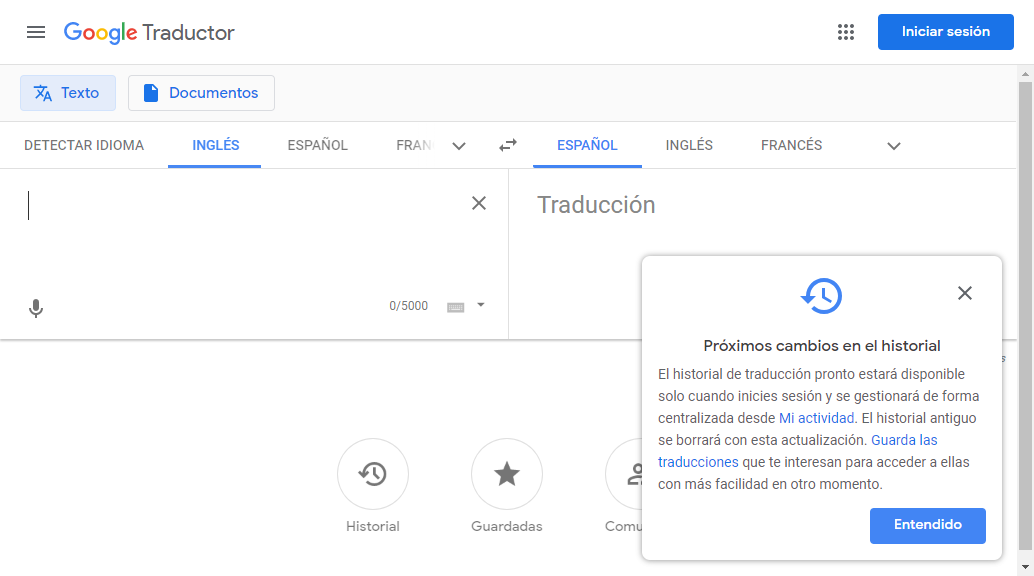 Google Traductor
Iniciar sesión
Texto
Documentos
DETECTAR IDIOMA
INGLÉS
ESPAÑOL
FRAN
ESPAÑOL
INGLÉS
FRANCÉS
Traducción
0/5000
Próximos cambios en el historial
El historial de traducción pronto estará disponible
solo cuando inicies sesión y se gestionará de forma
centralizada desde Mi actividad. El historial antiguo
se borrará con esta actualización. Guarda las
traducciones que te interesan para acceder a ellas
con más facilidad en otro momento.
Entendido
Historial
Guardadas
Comu